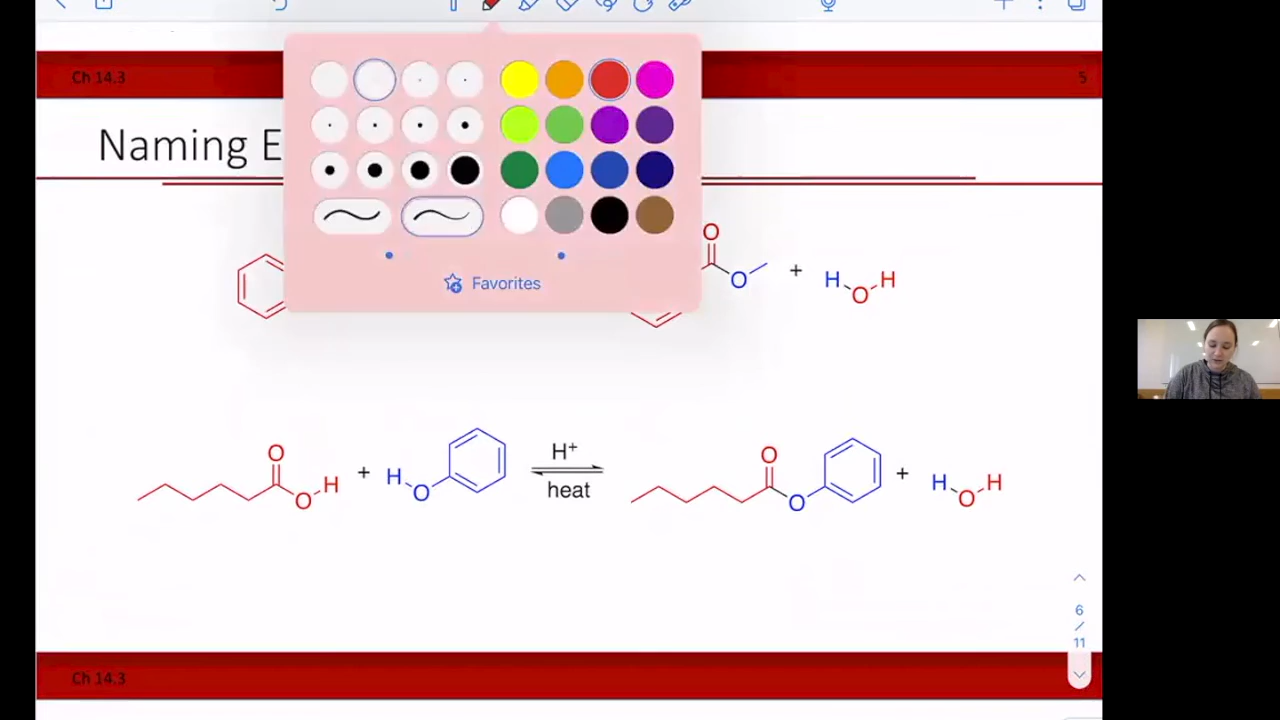 Ch 14.3 5
Naming E
O
O + H O H
Favorites
O
O H + H O H+ heat O O + H O H
6
/
11
Ch 14.3